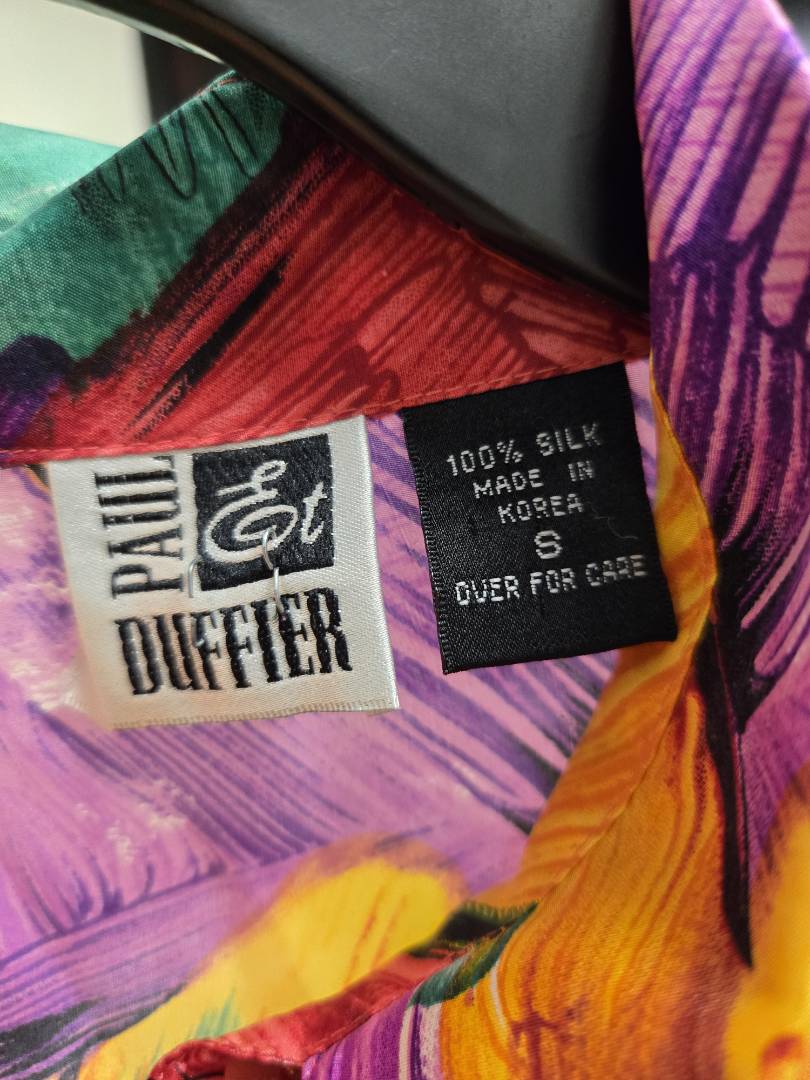 PAUL
Et
DUFFIER
100% SILK
MADE IN
KOREA
S
OVER FOR CARE